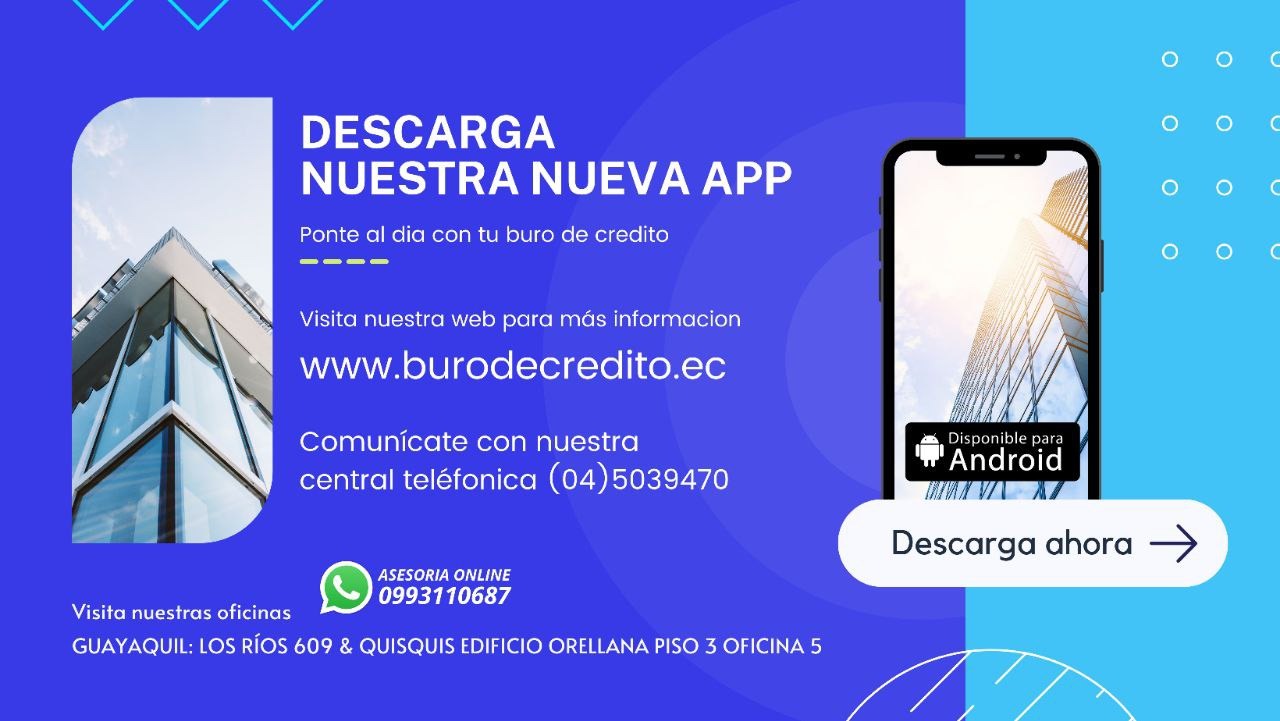 DESCARGA
NUESTRA NUEVA APP
Ponte al dia con tu buro de credito
Visita nuestra web para más informacion
www.burodecredito.ec
Comunícate con nuestra
central teléfonica (04)5039470
Disponible para
Android
Descarga ahora
ASESORIA ONLINE
0993110687
Visita nuestras oficinas
GUAYAQUIL: LOS RÍOS 609 & QUISQUIS EDIFICIO ORELLANA PISO 3 OFICINA 5